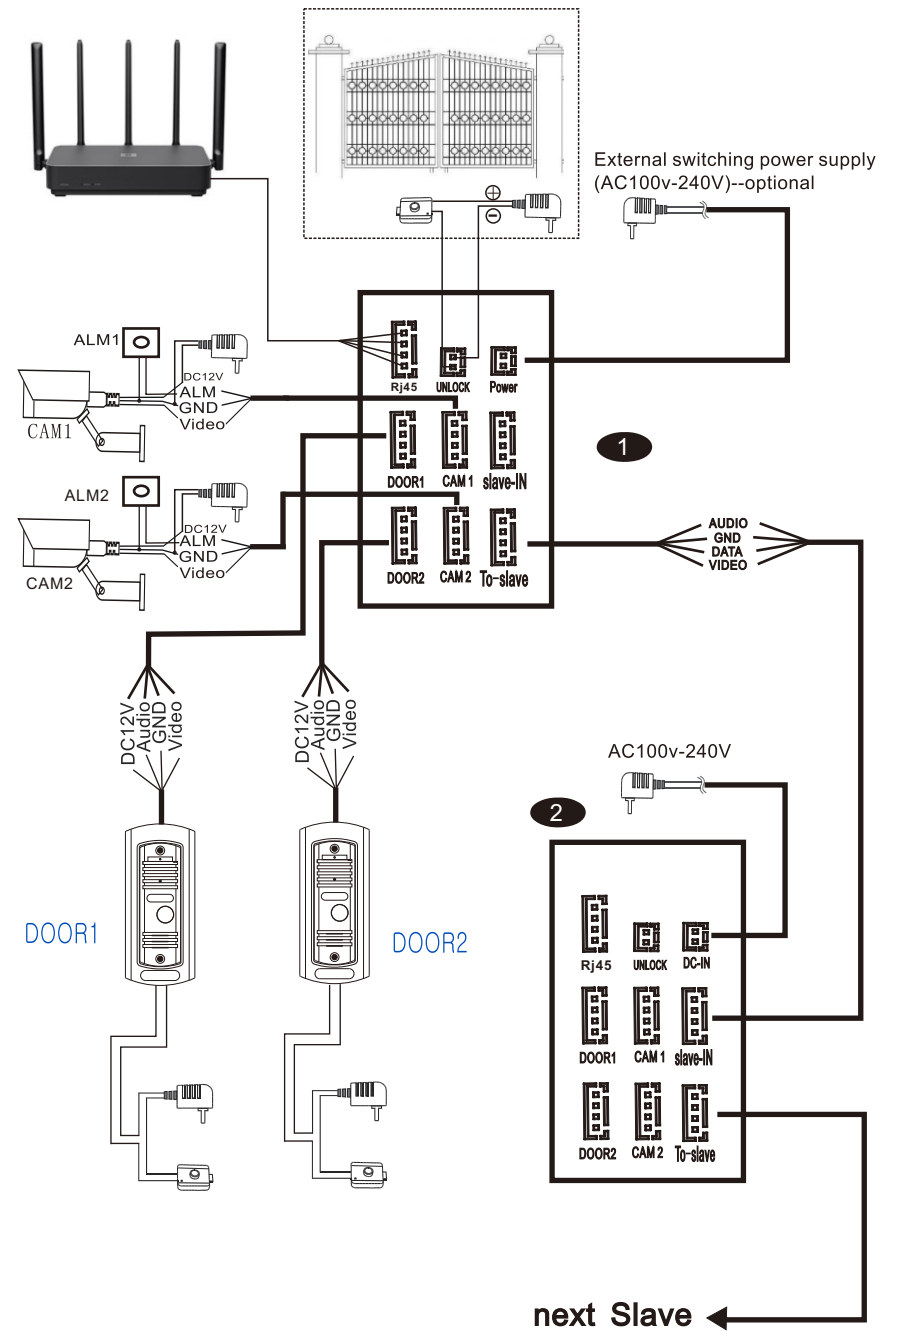 External switching power supply
(AC100v-240V)--optional
+
−
ALM1
DC12V
ALM
GND
Video
CAM1
Rj45
UNLOCK
Power
DOOR1
CAM 1
slave-IN
1
ALM2
DC12V
ALM
GND
Video
CAM2
DOOR2
CAM 2
To-slave
AUDIO
GND
DATA
VIDEO
DC12V
Audio
GND
Video
DC12V
Audio
GND
Video
AC100v-240V
2
DOOR1
DOOR2
Rj45
UNLOCK
DC-IN
DOOR1
CAM 1
slave-IN
DOOR2
CAM 2
To-slave
next Slave